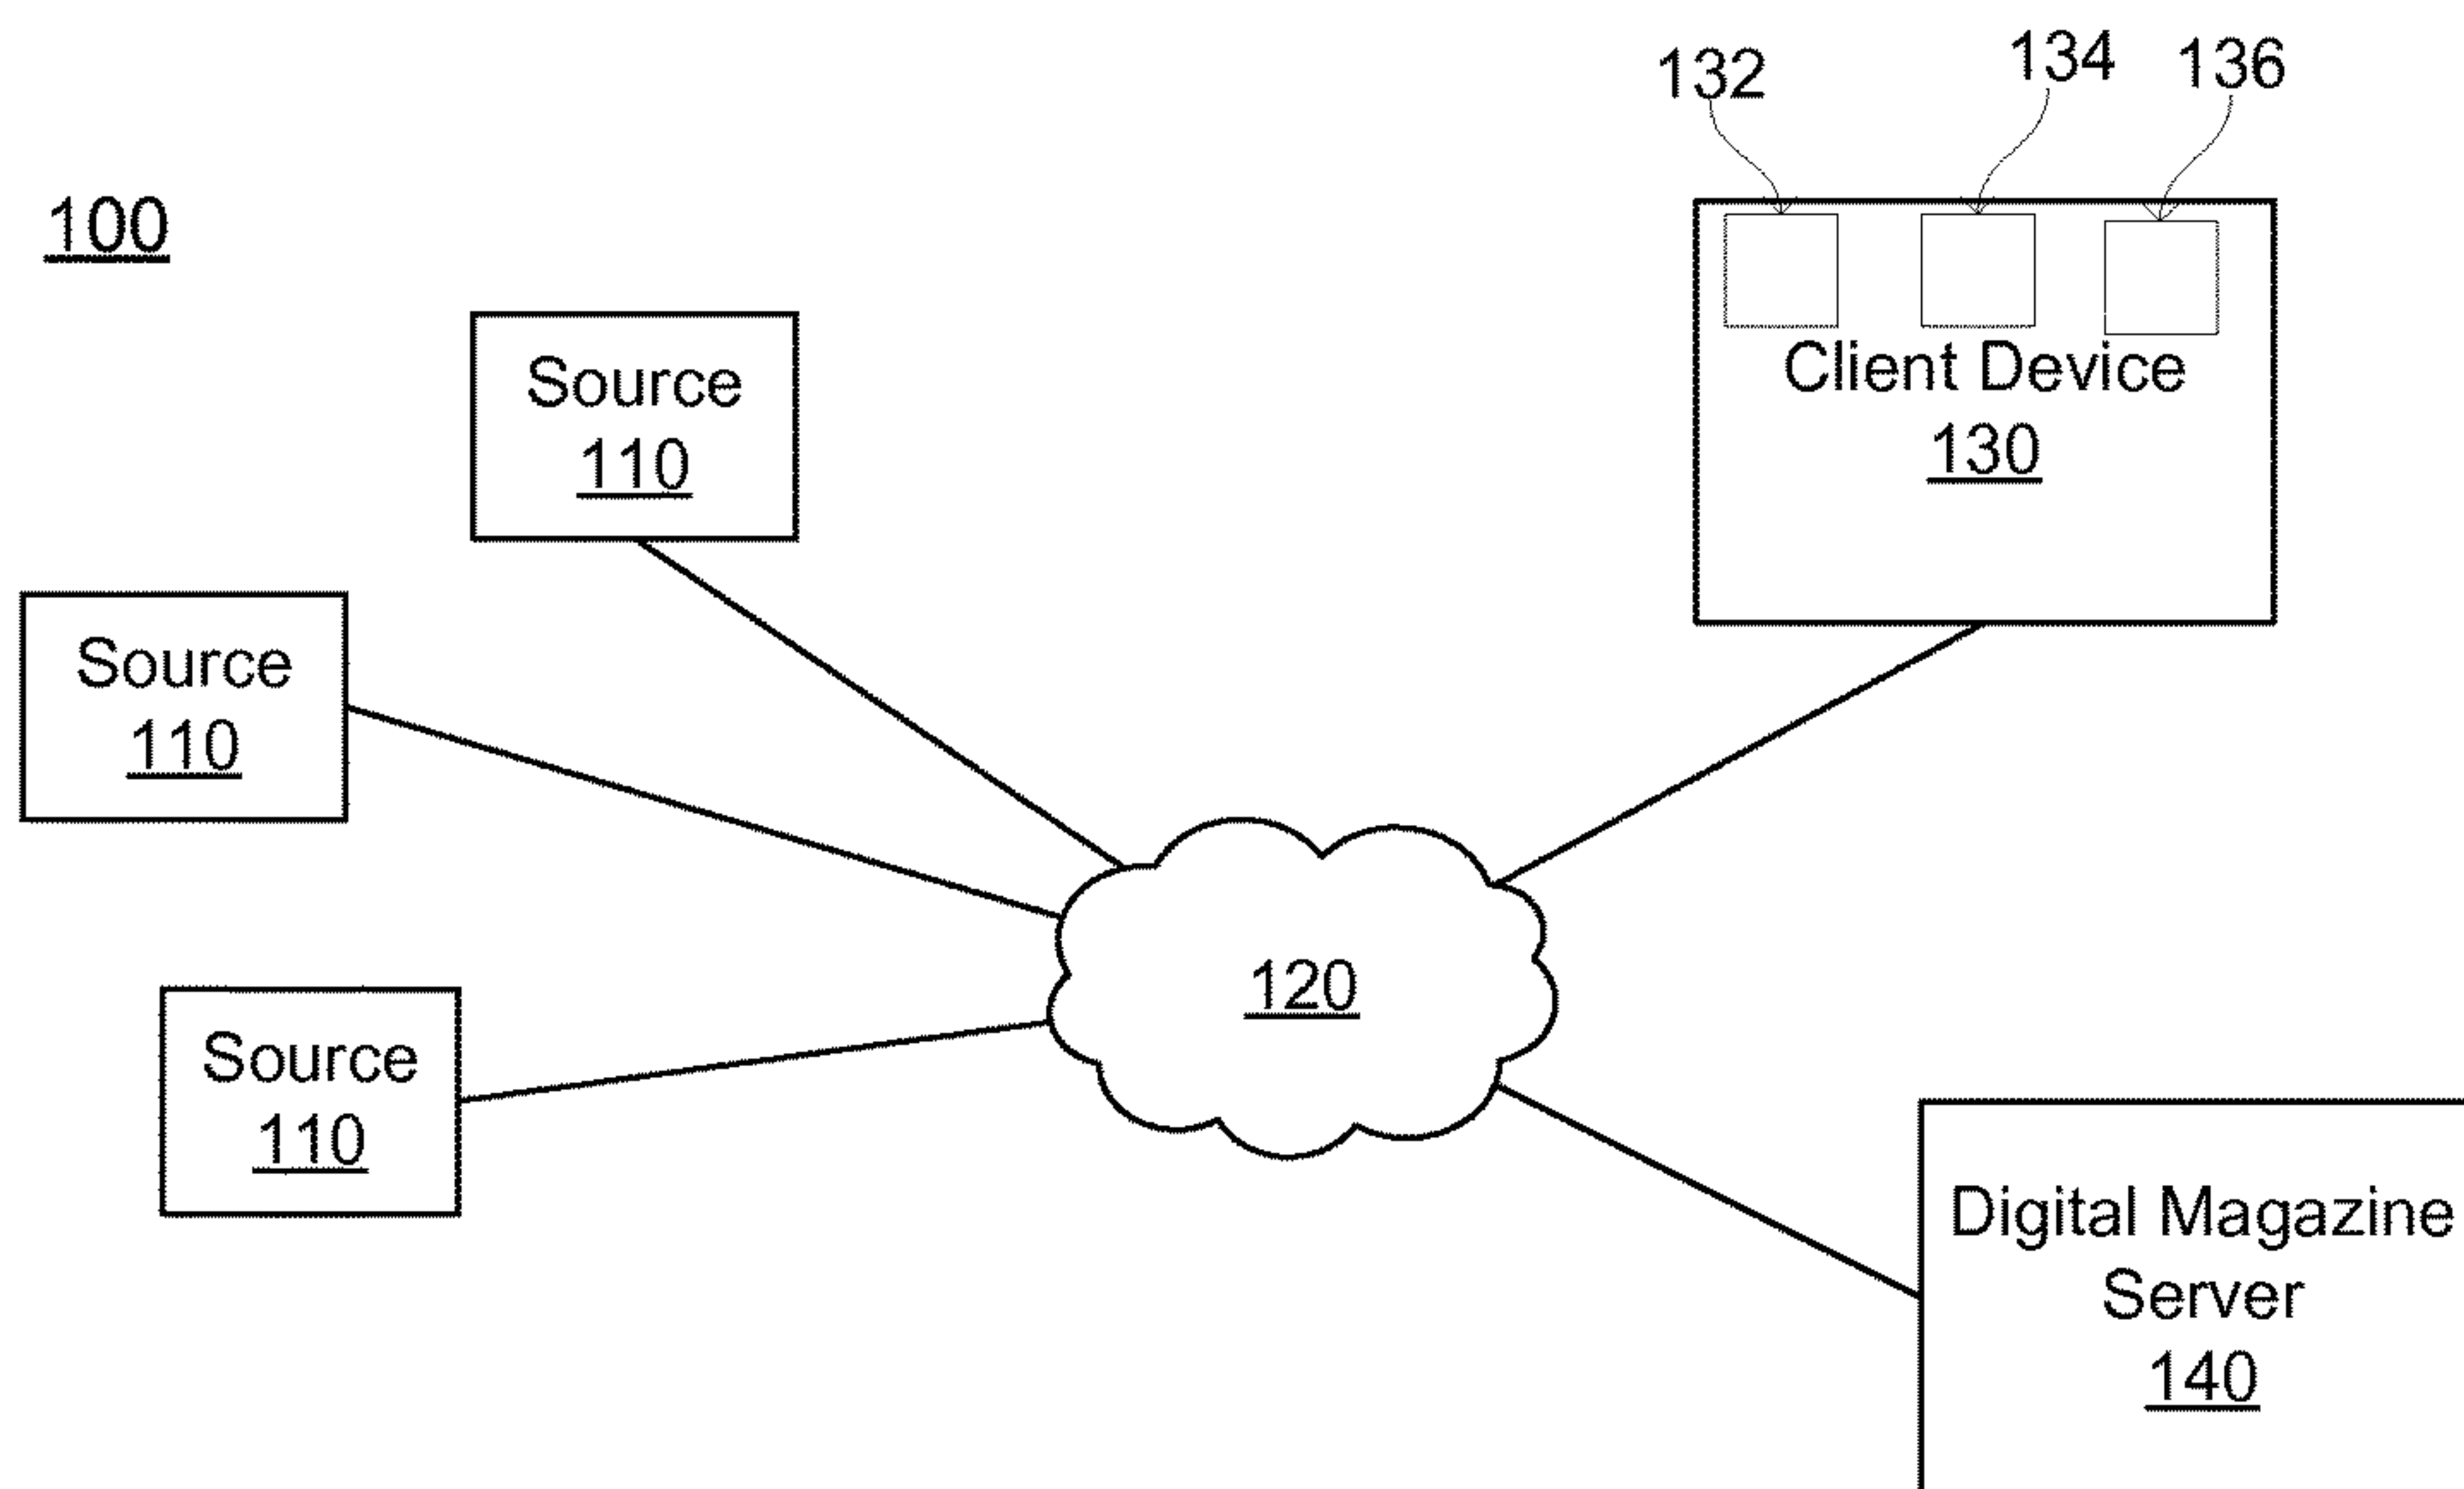 132
134
136
100
Source
110
Client Device
130
Source
110
120
Source
110
Digital Magazine
Server
140